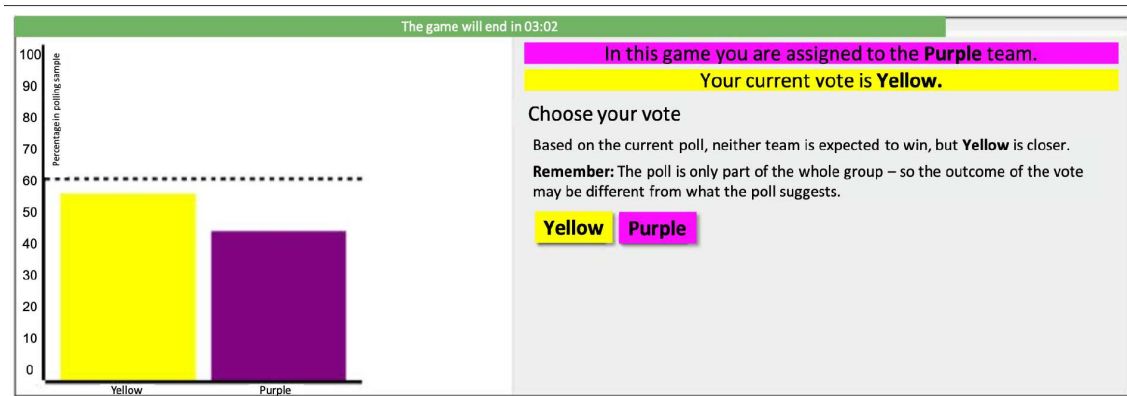 The game will end in 03:02
100
90
80
70
60
50
40
30
20
10
0
Percentage in polling sample
Yellow
Purple
In this game you are assigned to the Purple team.
Your current vote is Yellow.
Choose your vote
Based on the current poll, neither team is expected to win, but Yellow is closer.
Remember: The poll is only part of the whole group – so the outcome of the vote
may be different from what the poll suggests.
Yellow
Purple